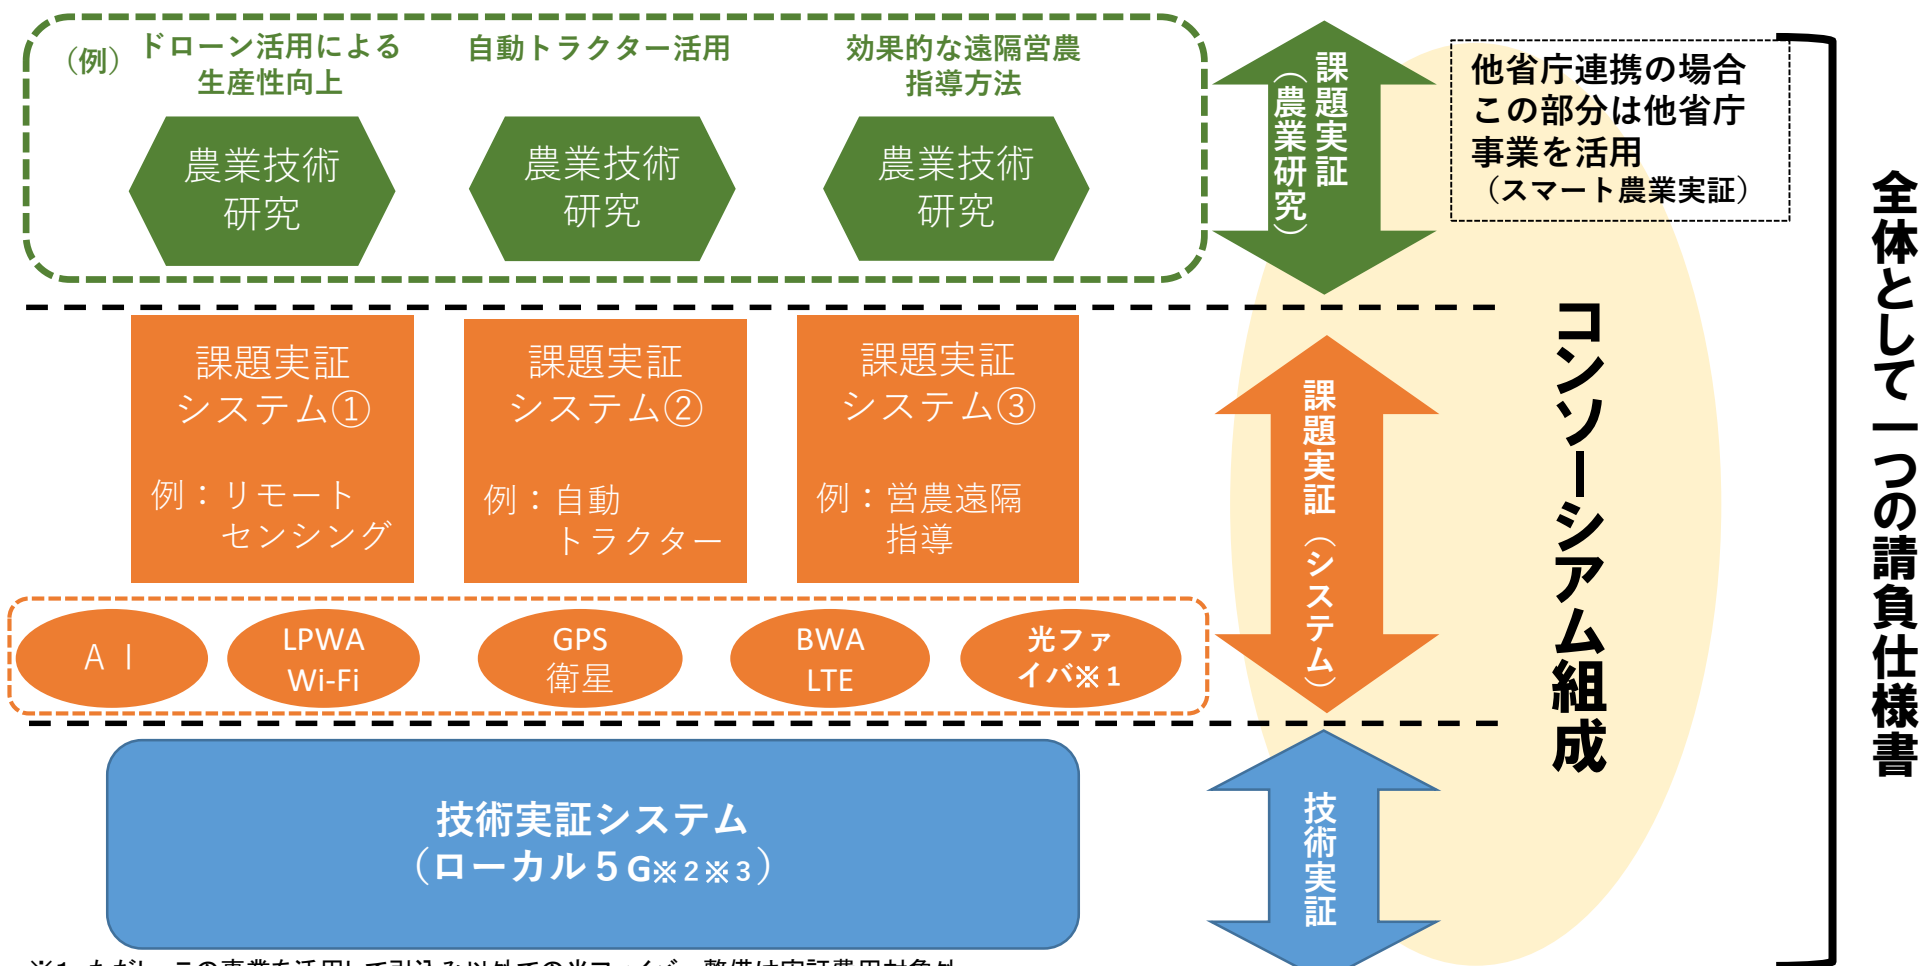 （例）
ドローン活用による
生産性向上
自動トラクター活用
効果的な遠隔営農
指導方法
農業技術
研究
農業技術
研究
農業技術
研究
課題実証
（農業研究）
他省庁連携の場合
この部分は他省庁
事業を活用
（スマート農業実証）
課題実証
システム①
例：リモート
センシング
課題実証
システム②
例：自動
トラクター
課題実証
システム③
例：営農遠隔
指導
課題実証（システム）
ＡＩ
LPWA
Wi-Fi
GPS
衛星
BWA
LTE
光ファ
イバ※１
技術実証システム
（ローカル５G※２※３）
技術実証
コンソーシアム組成
全体として一つの請負仕様書